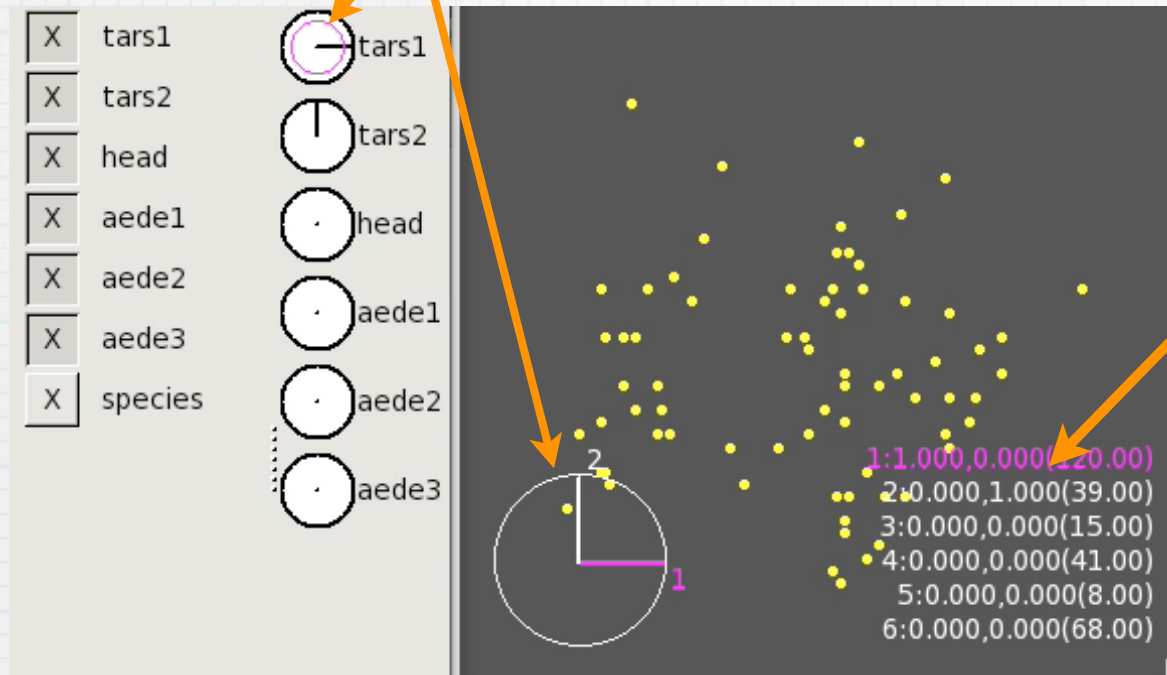 X tars1
X tars2
X head
X aede1
X aede2
X aede3
X species
tars1
tars2
head
aede1
aede2
aede3
2
1
1:1.000,0.000(120.00)
2:0.000,1.000(39.00)
3:0.000,0.000(15.00)
4:0.000,0.000(41.00)
5:0.000,0.000(8.00)
6:0.000,0.000(68.00)